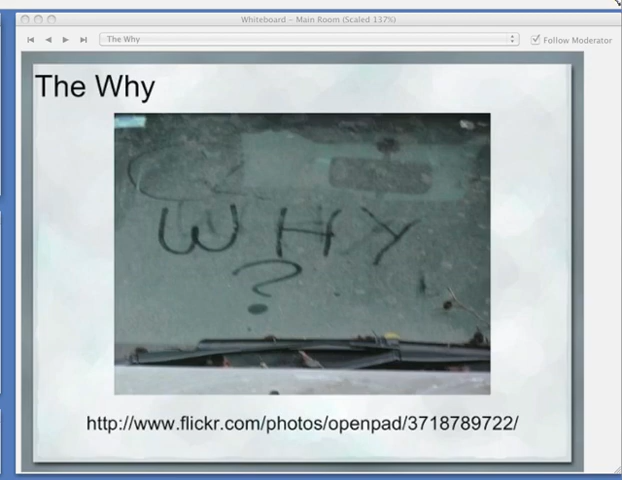 Whiteboard – Main Room (Scaled 137%)
The Why
Follow Moderator
The Why
WHY
?
http://www.flickr.com/photos/openpad/3718789722/